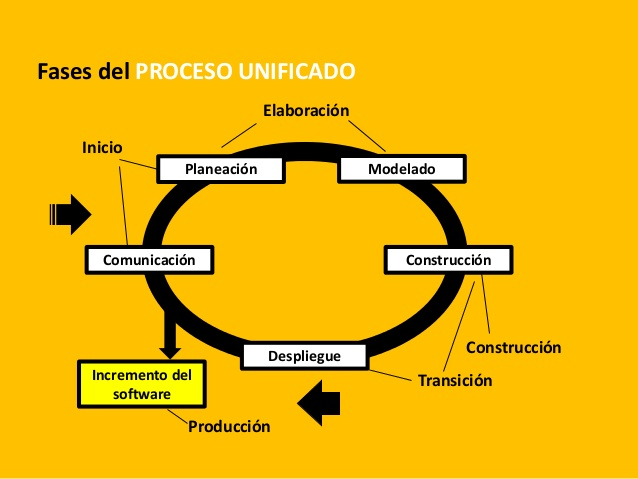 Fases del PROCESO UNIFICADO
Elaboración
Inicio
Planeación
Modelado
Comunicación
Construcción
Despliegue
Construcción
Incremento del
software
Transición
Producción